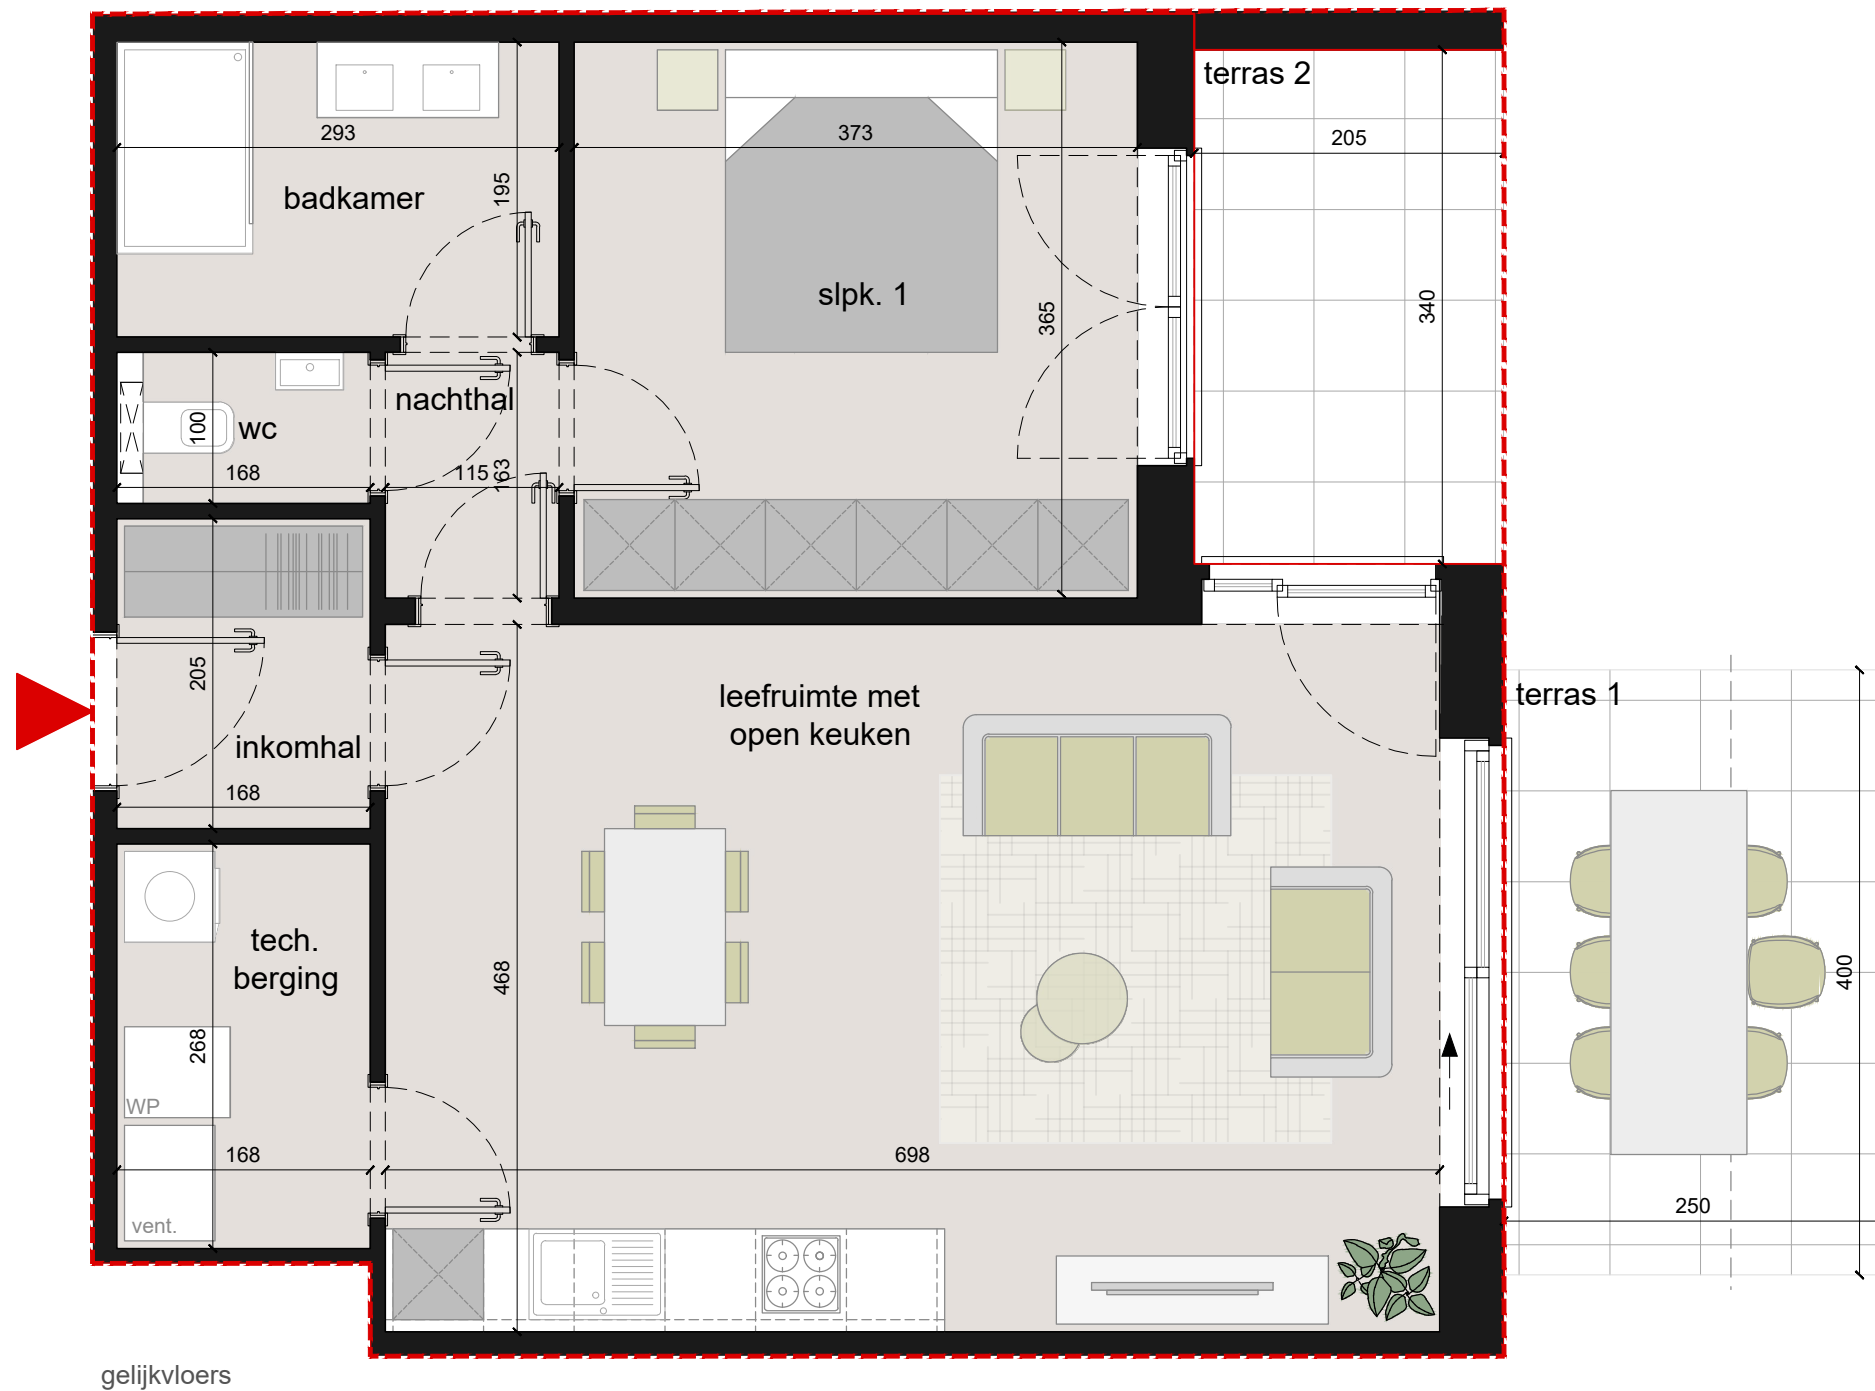 terras 2
293
373
205
badkamer
195
slpk. 1
340
365
nachthal
wc
100
168
115
163
205
leefruimte met
open keuken
terras 1
inkomhal
168
tech.
berging
468
400
268
WP
168
698
250
vent.
gelijkvloers